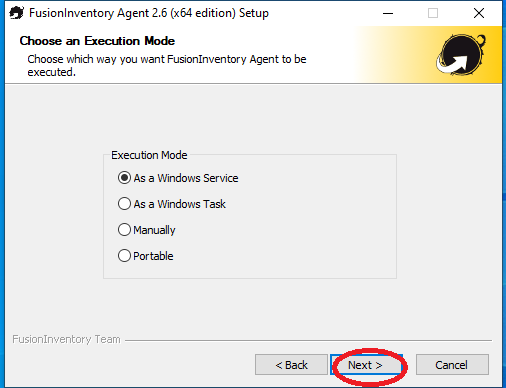 FusionInventory Agent 2.6 (x64 edition) Setup
Choose an Execution Mode
Choose which way you want FusionInventory Agent to be
executed.
Execution Mode
As a Windows Service
As a Windows Task
Manually
Portable
FusionInventory Team
< Back
Next >
Cancel